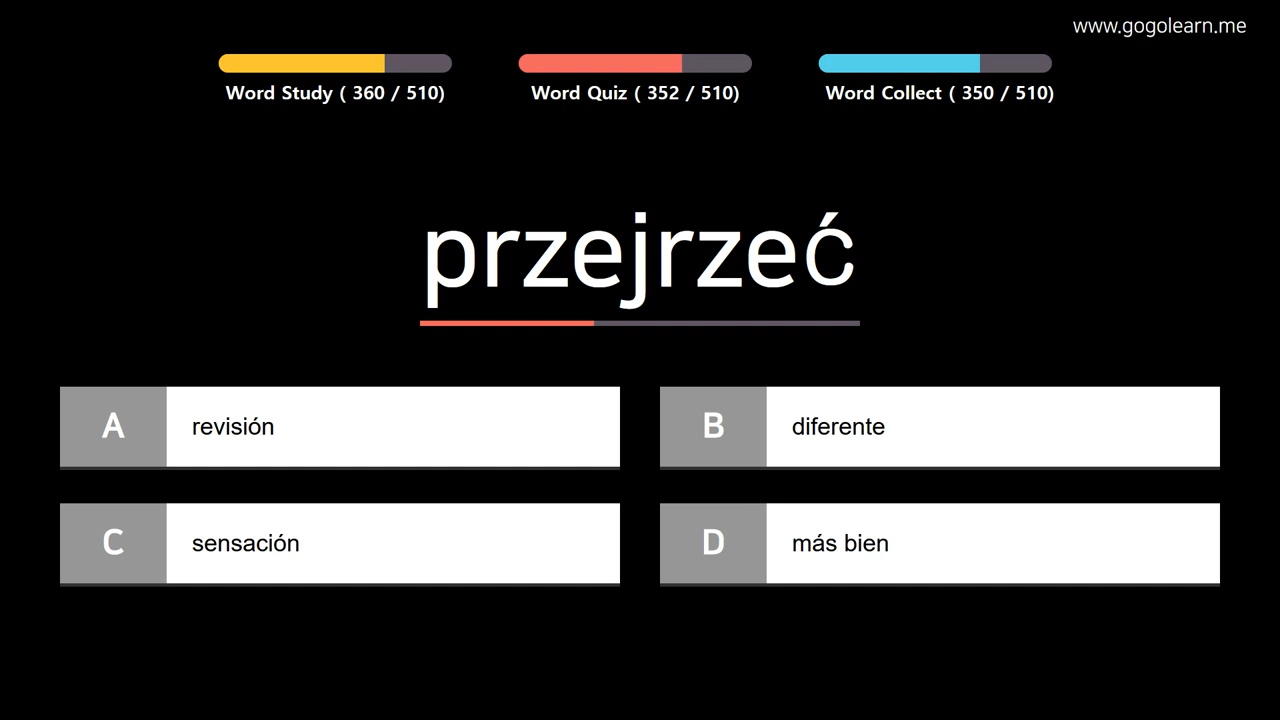 www.gogolearn.me
Word Study ( 360 / 510)
Word Quiz ( 352 / 510)
Word Collect ( 350 / 510)
przejrzeć
A
revisión
B
diferente
C
sensación
D
más bien